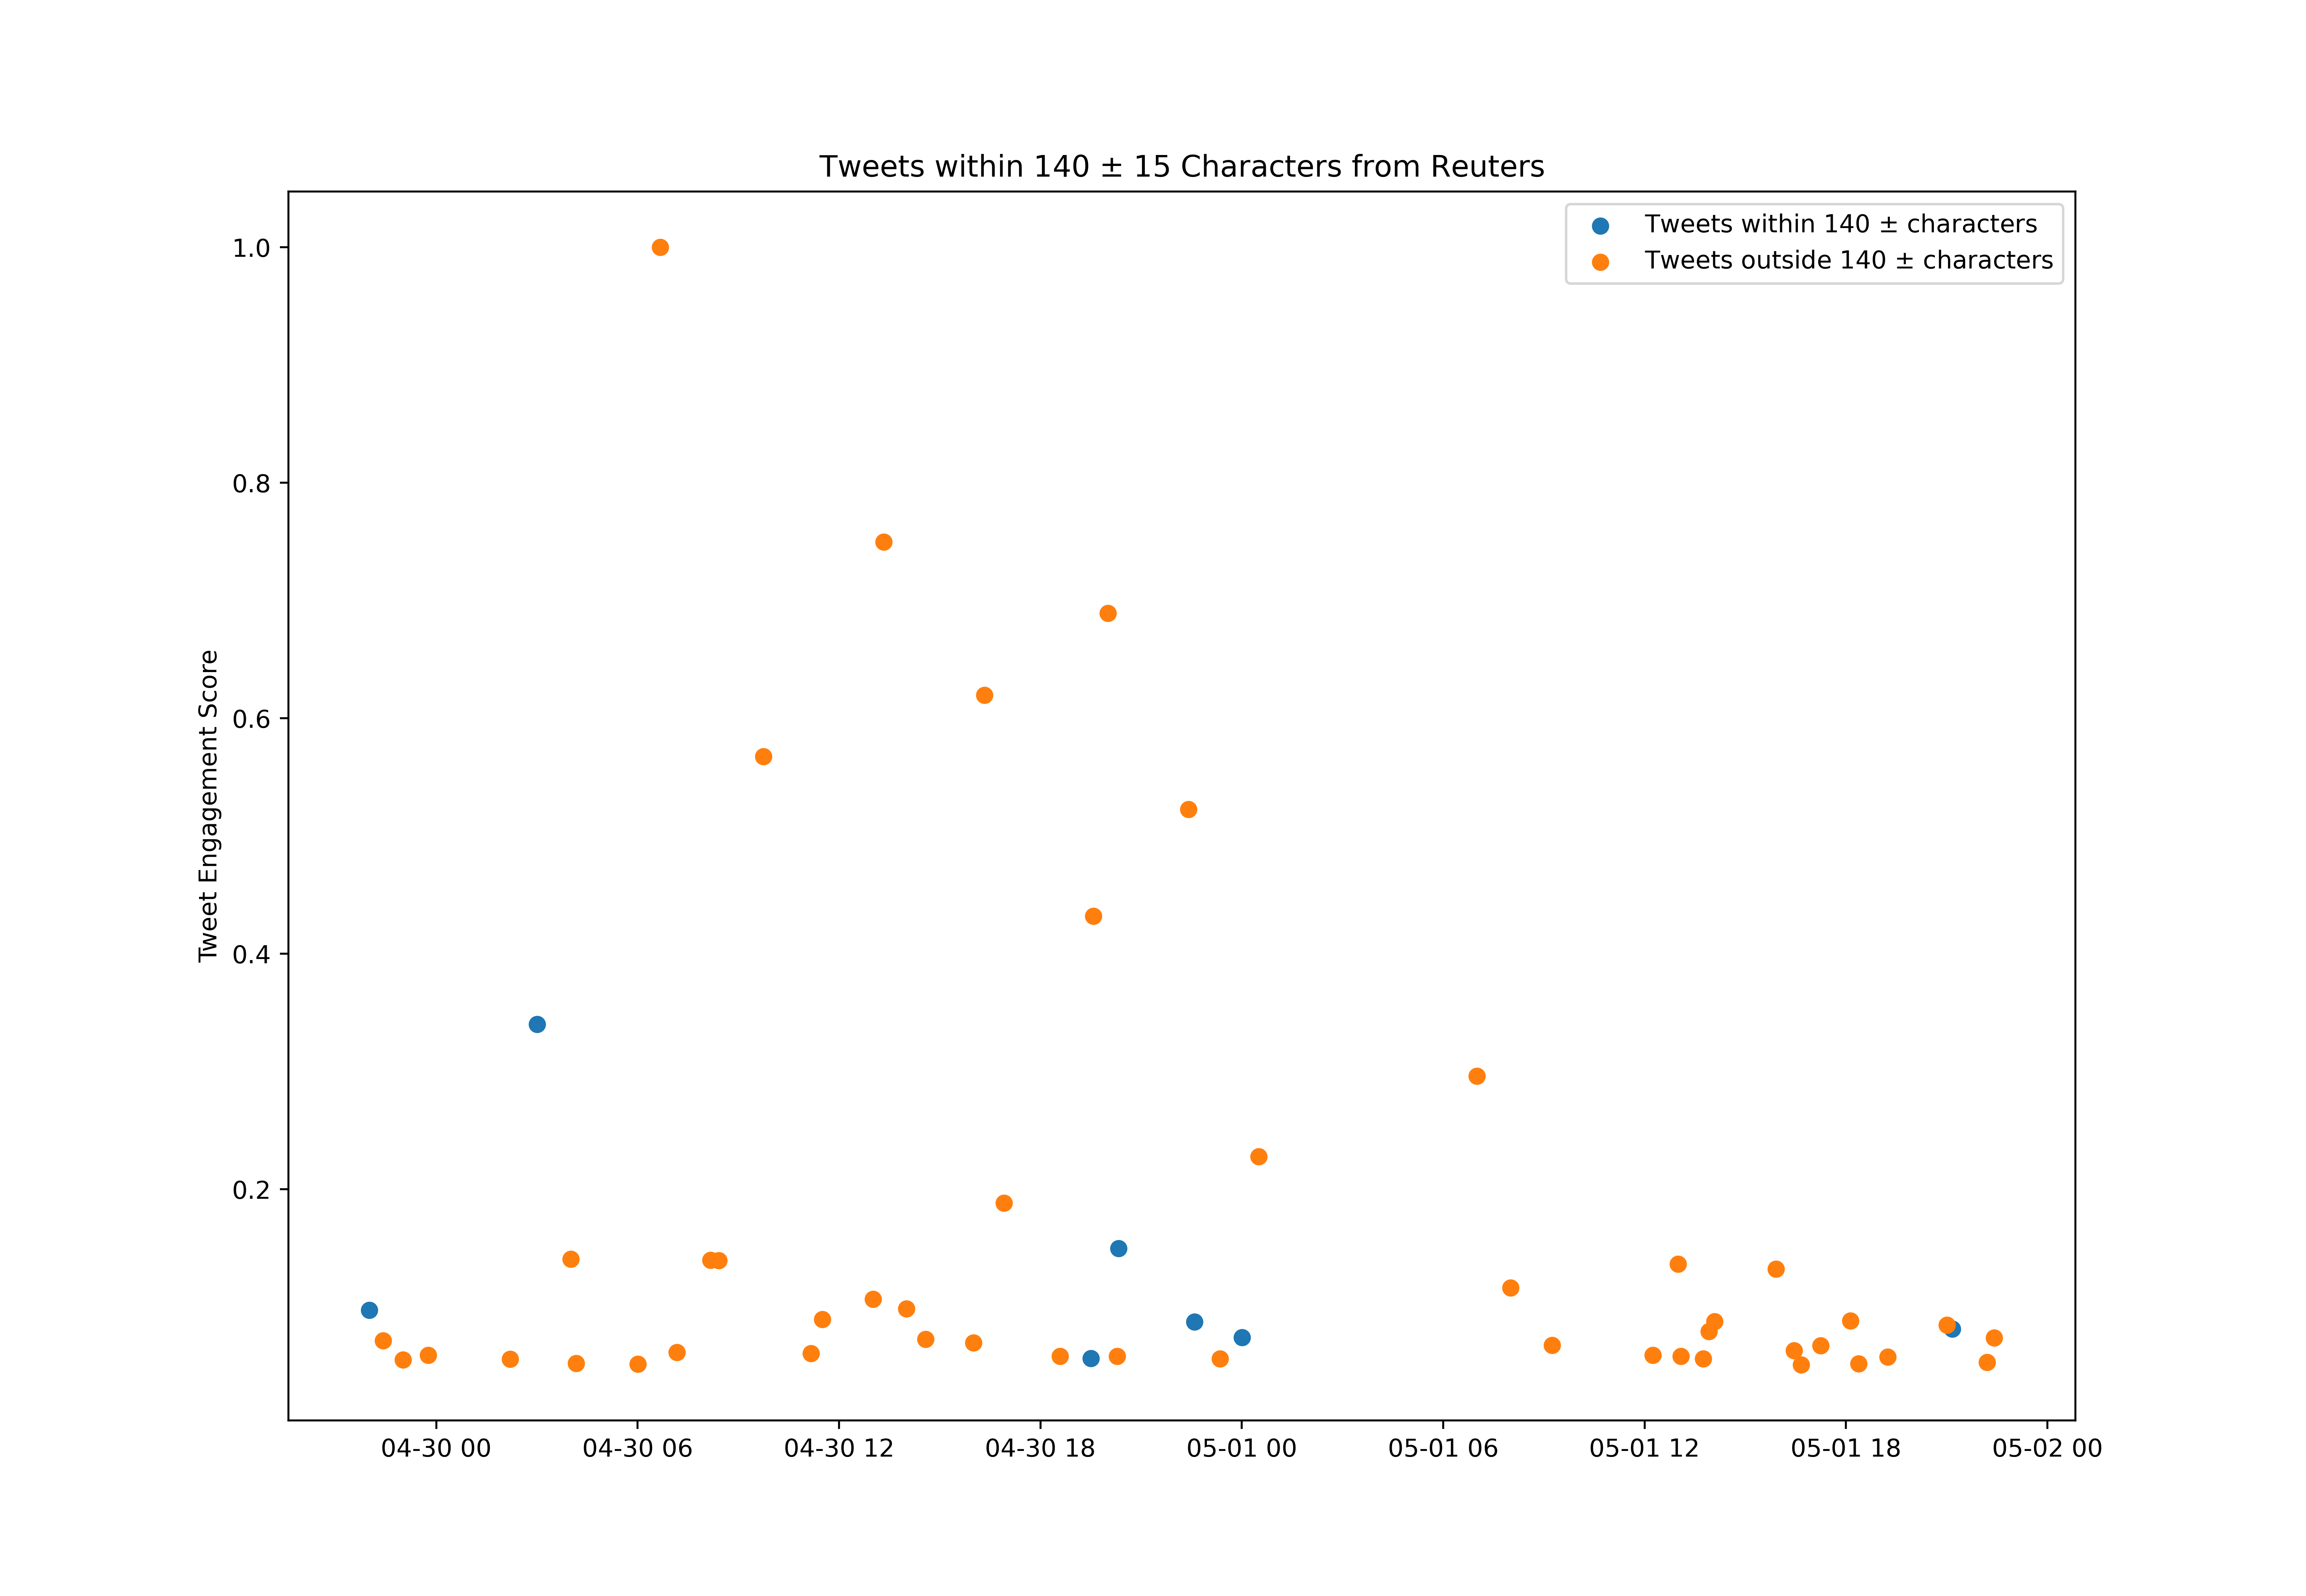 Tweets within 140 ± 15 Characters from Reuters
Tweets within 140 ± characters
Tweets outside 140 ± characters
Tweet Engagement Score
1.0
0.8
0.6
0.4
0.2
04-30 00 04-30 06 04-30 12 04-30 18 05-01 00 05-01 06 05-01 12 05-01 18 05-02 00